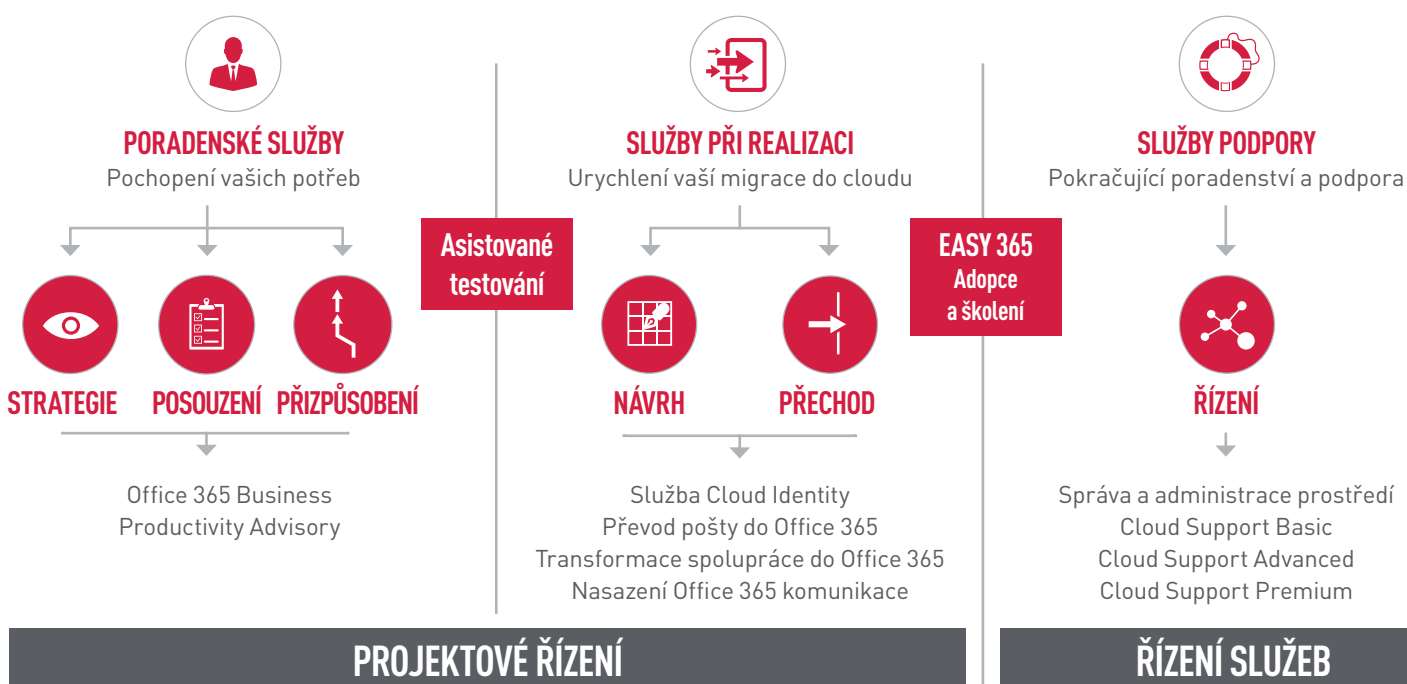 PORADENSKÉ SLUŽBY
Pochopení vašich potřeb
STRATEGIE
POSOUZENÍ
PŘIZPŮSOBENÍ
Office 365 Business
Productivity Advisory
Asistované
testování
SLUŽBY PŘI REALIZACI
Urychlení vaší migrace do cloudu
NÁVRH
PŘECHOD
Služba Cloud Identity
Převod pošty do Office 365
Transformace spolupráce do Office 365
Nasazení Office 365 komunikace
EASY 365
Adopce
a školení
SLUŽBY PODPORY
Pokračující poradenství a podpora
ŘÍZENÍ
Správa a administrace prostředí
Cloud Support Basic
Cloud Support Advanced
Cloud Support Premium
PROJEKTOVÉ ŘÍZENÍ
ŘÍZENÍ SLUŽEB